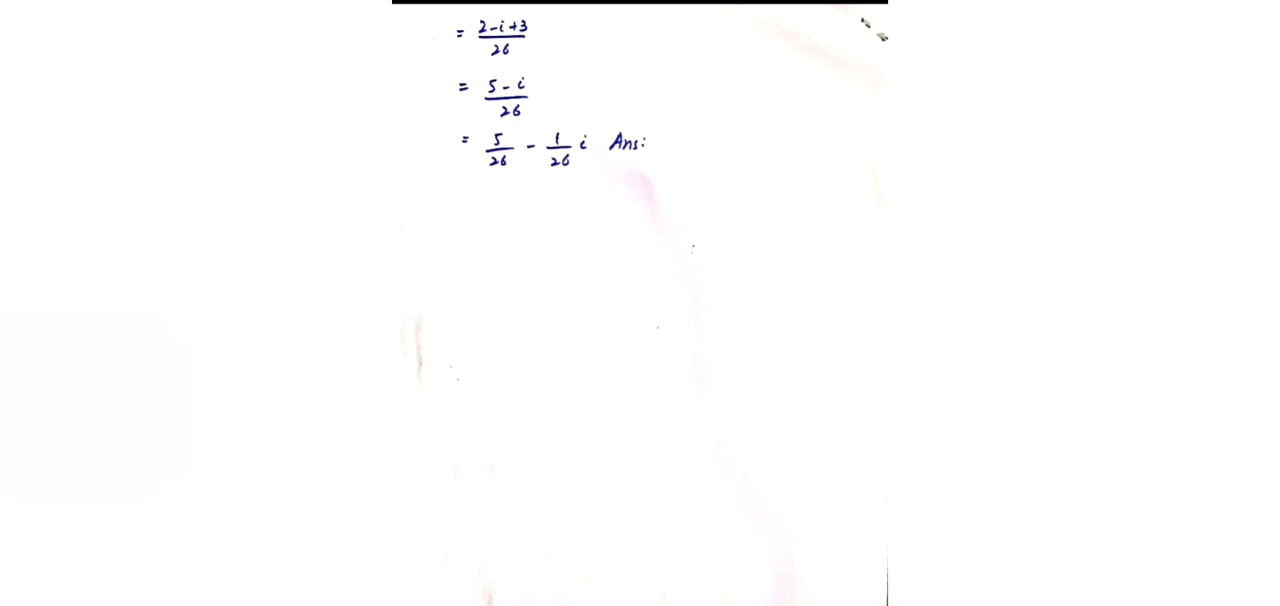 = 2-i+3/26
= 5-i/26
= 5/26 - 1/26 i Ans: